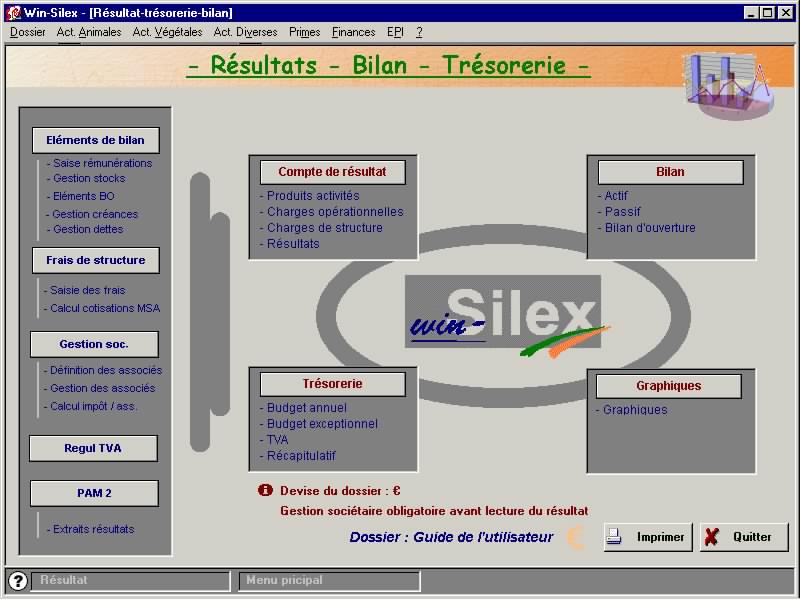 Win-Silex - [Résultat-trésorerie-bilan]
Dossier Act. Animales Act. Végétales Act. Diverses Primes Finances EPI ?
- Résultats - Bilan - Trésorerie -
Eléments de bilan
- Saise rémunérations
- Gestion stocks
- Eléments BO
- Gestion créances
- Gestion dettes
Frais de structure
- Saisie des frais
- Calcul cotisations MSA
Gestion soc.
- Définition des associés
- Gestion des associés
- Calcul impôt / ass.
Regul TVA
PAM 2
- Extraits résultats
Compte de résultat
- Produits activités
- Charges opérationnelles
- Charges de structure
- Résultats
Bilan
- Actif
- Passif
- Bilan d'ouverture
win-Silex
Trésorerie
- Budget annuel
- Budget exceptionnel
- TVA
- Récapitulatif
Graphiques
- Graphiques
Devise du dossier : €
Gestion sociétaire obligatoire avant lecture du résultat
Dossier : Guide de l'utilisateur €
Imprimer
Quitter
? Résultat
Menu pricipal